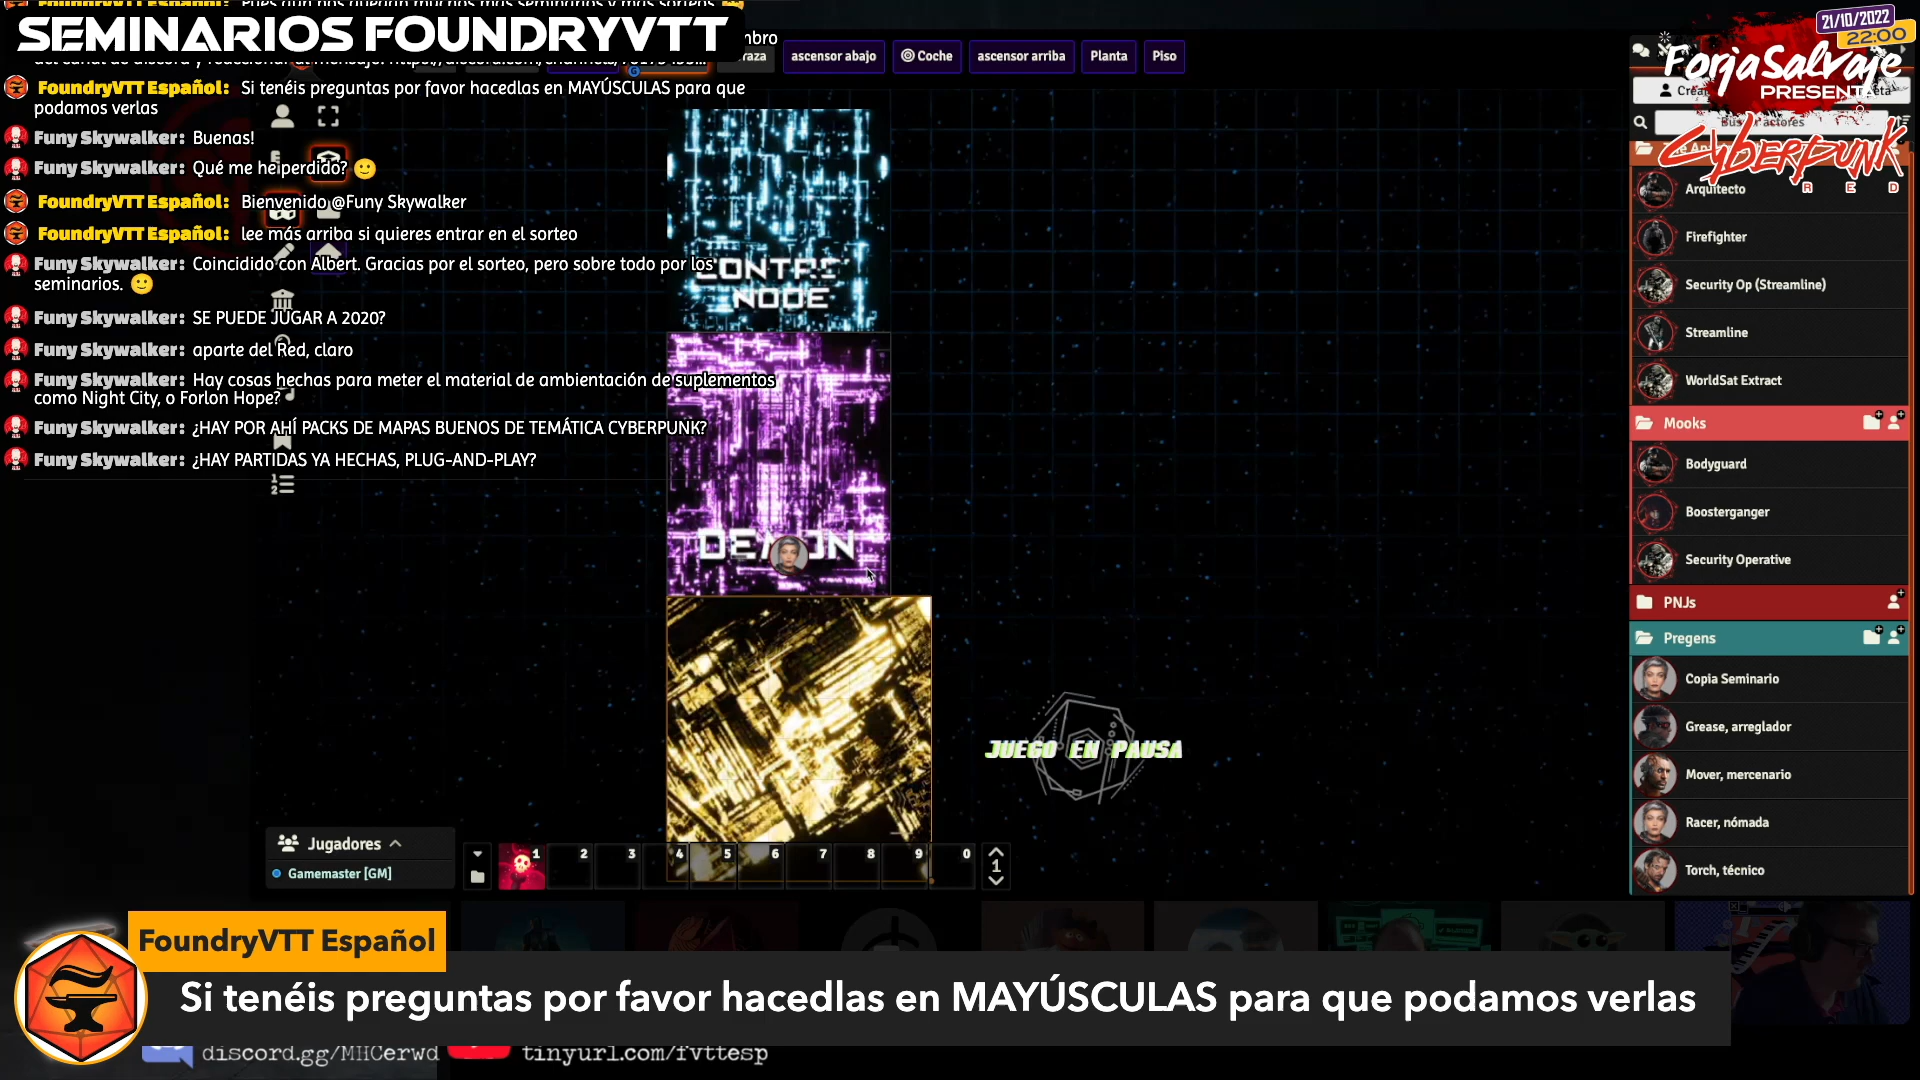 SEMINARIOS FOUNDRYVTT
FoundryVTT Español: Si tenéis preguntas por favor hacedlas en MAYÚSCULAS para que
podamos verlas
Funy Skywalker: Buenas!
Funy Skywalker: Qué me he perdido? 🙂
FoundryVTT Español: Bienvenido @Funy Skywalker
FoundryVTT Español: lee más arriba si quieres entrar en el sorteo
Funy Skywalker: Coincidido con Albert. Gracias por el sorteo, pero sobre todo por los
seminarios. 🙂
Funy Skywalker: SE PUEDE JUGAR A 2020?
Funy Skywalker: aparte del Red, claro
Funy Skywalker: Hay cosas hechas para meter el material de ambientación de suplementos
como Night City, o Forlon Hope?
Funy Skywalker: ¿HAY POR AHÍ PACKS DE MAPAS BUENOS DE TEMÁTICA CYBERPUNK?
Funy Skywalker: ¿HAY PARTIDAS YA HECHAS, PLUG-AND-PLAY?
ascensor abajo
Coche
ascensor arriba
Planta
Piso
NODE
JUEGO EN PAUSA
Jugadores
Gamemaster [GM]
1 2 3 4 5 6 7 8 9 0
1
21/10/2022
22:00
ForjaSalvaje
PRESENTA
Cyberpunk
RED
Arquitecto
Firefighter
Security Op (Streamline)
Streamline
WorldSat Extract
Mooks
Bodyguard
Boosterganger
Security Operative
PNJs
Pregens
Copia Seminario
Grease, arreglador
Mover, mercenario
Racer, nómada
Torch, técnico
FoundryVTT Español
Si tenéis preguntas por favor hacedlas en MAYÚSCULAS para que podamos verlas
discord.gg/MHCerwd
tinyurl.com/fvttesp